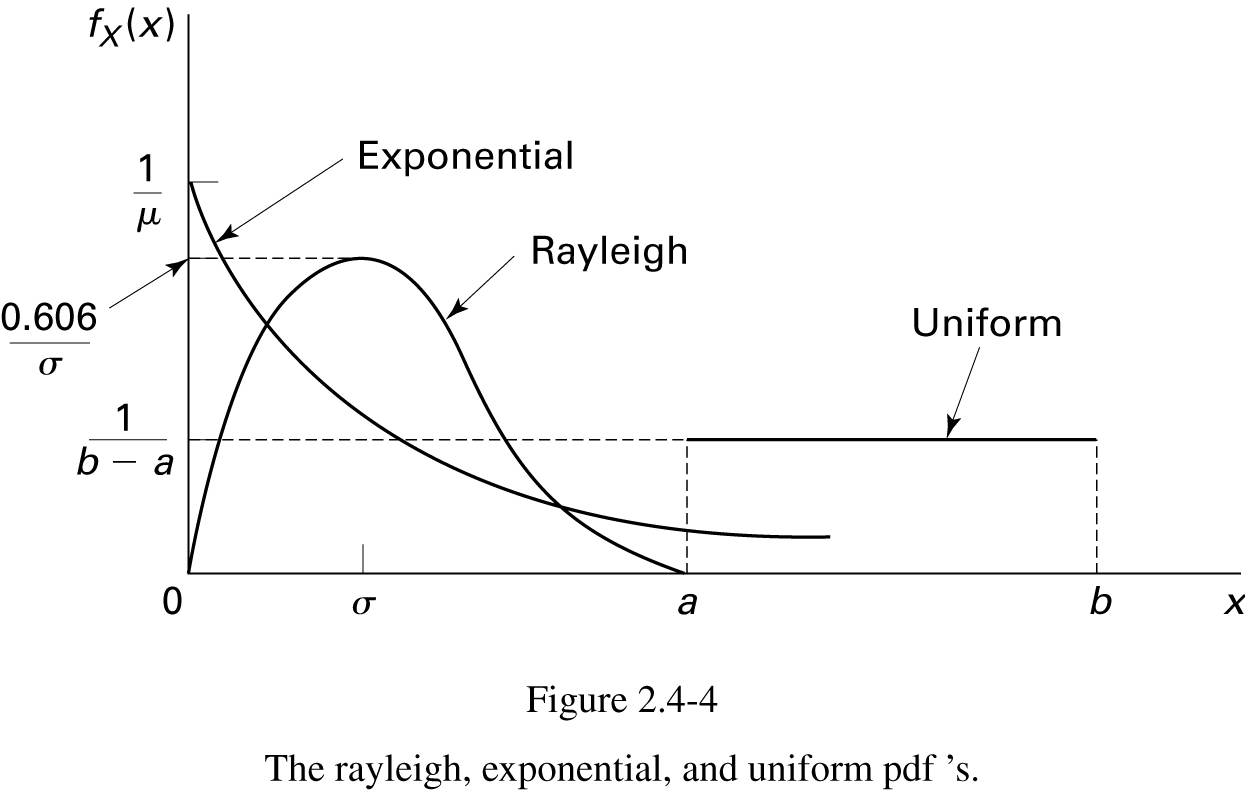 f_X(x)
Exponential
1/μ
Rayleigh
0.606/σ
Uniform
1/(b − a)
0 σ a b x
Figure 2.4-4
The rayleigh, exponential, and uniform pdf ’s.